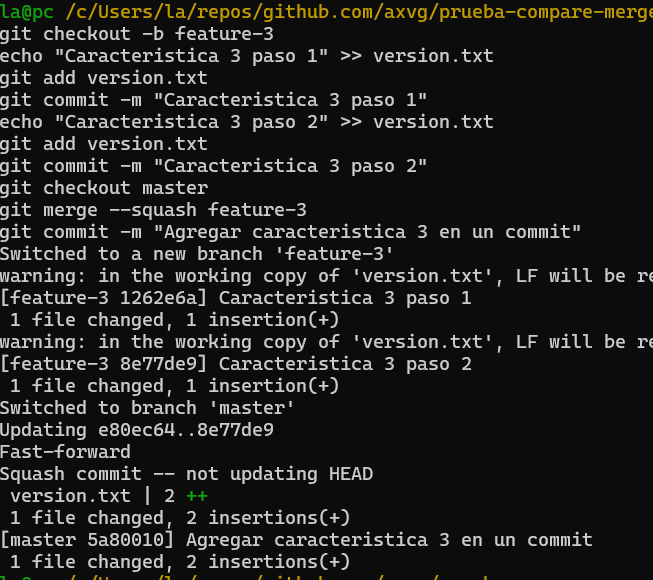 la@pc /c/Users/la/repos/github.com/axvg/prueba-compare-merge
git checkout -b feature-3
echo "Caracteristica 3 paso 1" >> version.txt
git add version.txt
git commit -m "Caracteristica 3 paso 1"
echo "Caracteristica 3 paso 2" >> version.txt
git add version.txt
git commit -m "Caracteristica 3 paso 2"
git checkout master
git merge --squash feature-3
git commit -m "Agregar caracteristica 3 en un commit"
Switched to a new branch 'feature-3'
warning: in the working copy of 'version.txt', LF will be re
[feature-3 1262e6a] Caracteristica 3 paso 1
 1 file changed, 1 insertion(+)
warning: in the working copy of 'version.txt', LF will be re
[feature-3 8e77de9] Caracteristica 3 paso 2
 1 file changed, 1 insertion(+)
Switched to branch 'master'
Updating e80ec64..8e77de9
Fast-forward
Squash commit -- not updating HEAD
 version.txt | 2 ++
 1 file changed, 2 insertions(+)
[master 5a80010] Agregar caracteristica 3 en un commit
 1 file changed, 2 insertions(+)